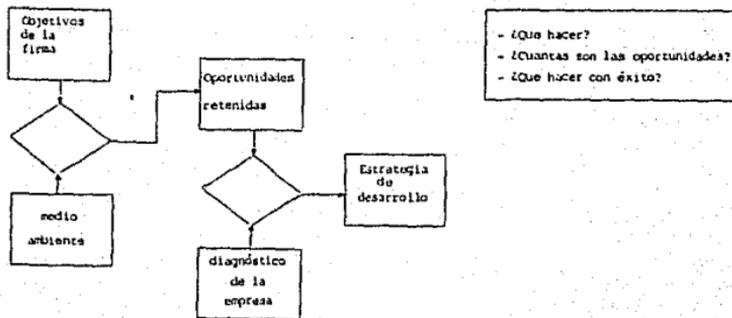 Objetivos
de la
firma
Oportunidades
retenidas
medio
ambiente
diagnóstico
de la
empresa
Estrategia
de
desarrollo
- ¿Que hacer?
- ¿Cuantas son las oportunidades?
- ¿Que hacer con éxito?